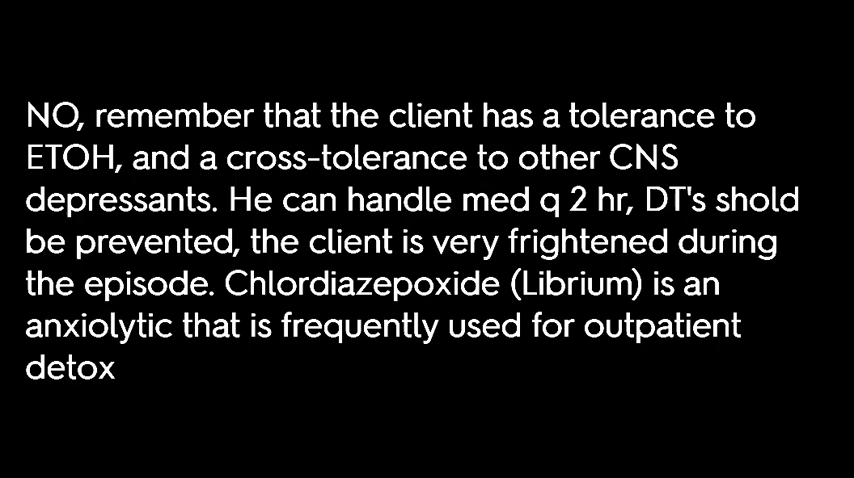 NO, remember that the client has a tolerance to
ETOH, and a cross-tolerance to other CNS
depressants. He can handle med q 2 hr, DT's shold
be prevented, the client is very frightened during
the episode. Chlordiazepoxide (Librium) is an
anxiolytic that is frequently used for outpatient
detox